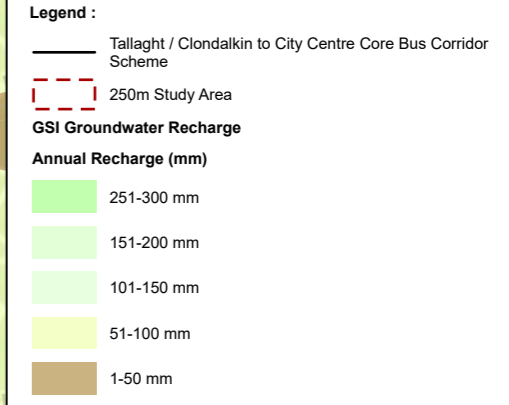 Legend :
Tallaght / Clondalkin to City Centre Core Bus Corridor
Scheme
250m Study Area
GSI Groundwater Recharge
Annual Recharge (mm)
251-300 mm
151-200 mm
101-150 mm
51-100 mm
1-50 mm